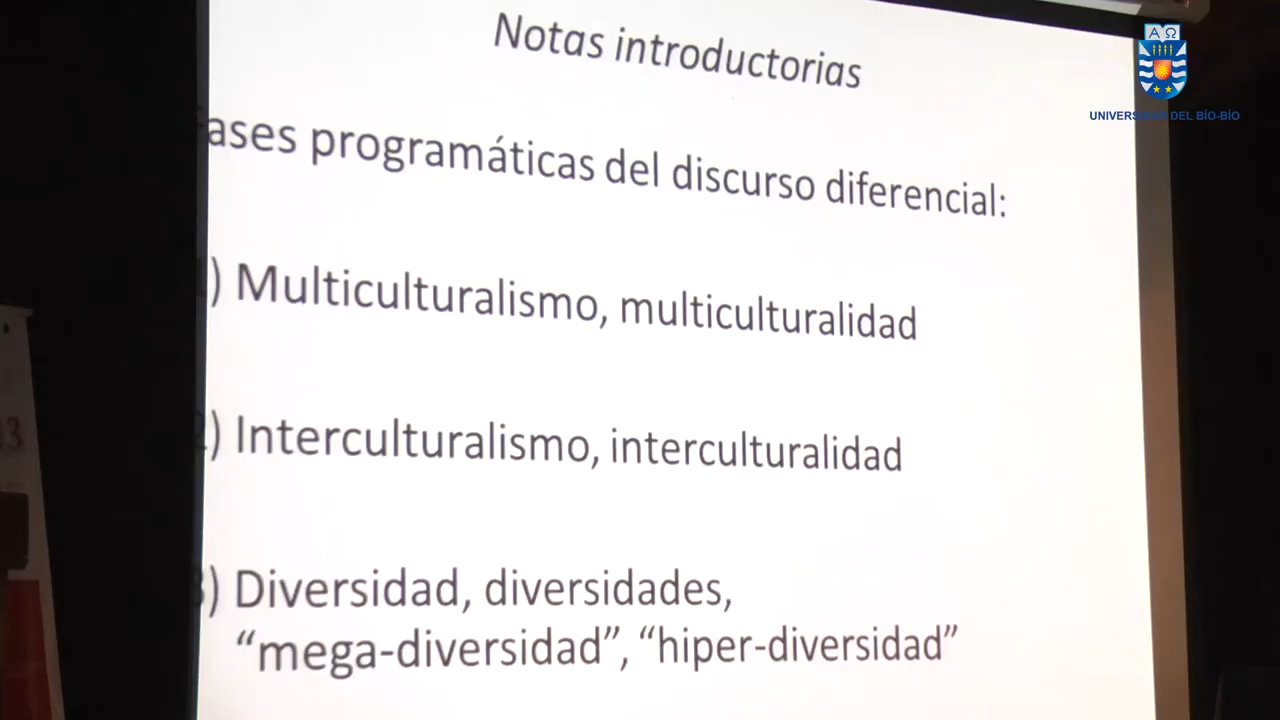 Notas introductorias
UNIVERSIDAD DEL BÍO-BÍO
ases programáticas del discurso diferencial:
) Multiculturalismo, multiculturalidad
) Interculturalismo, interculturalidad
) Diversidad, diversidades,
“mega-diversidad”, “hiper-diversidad”